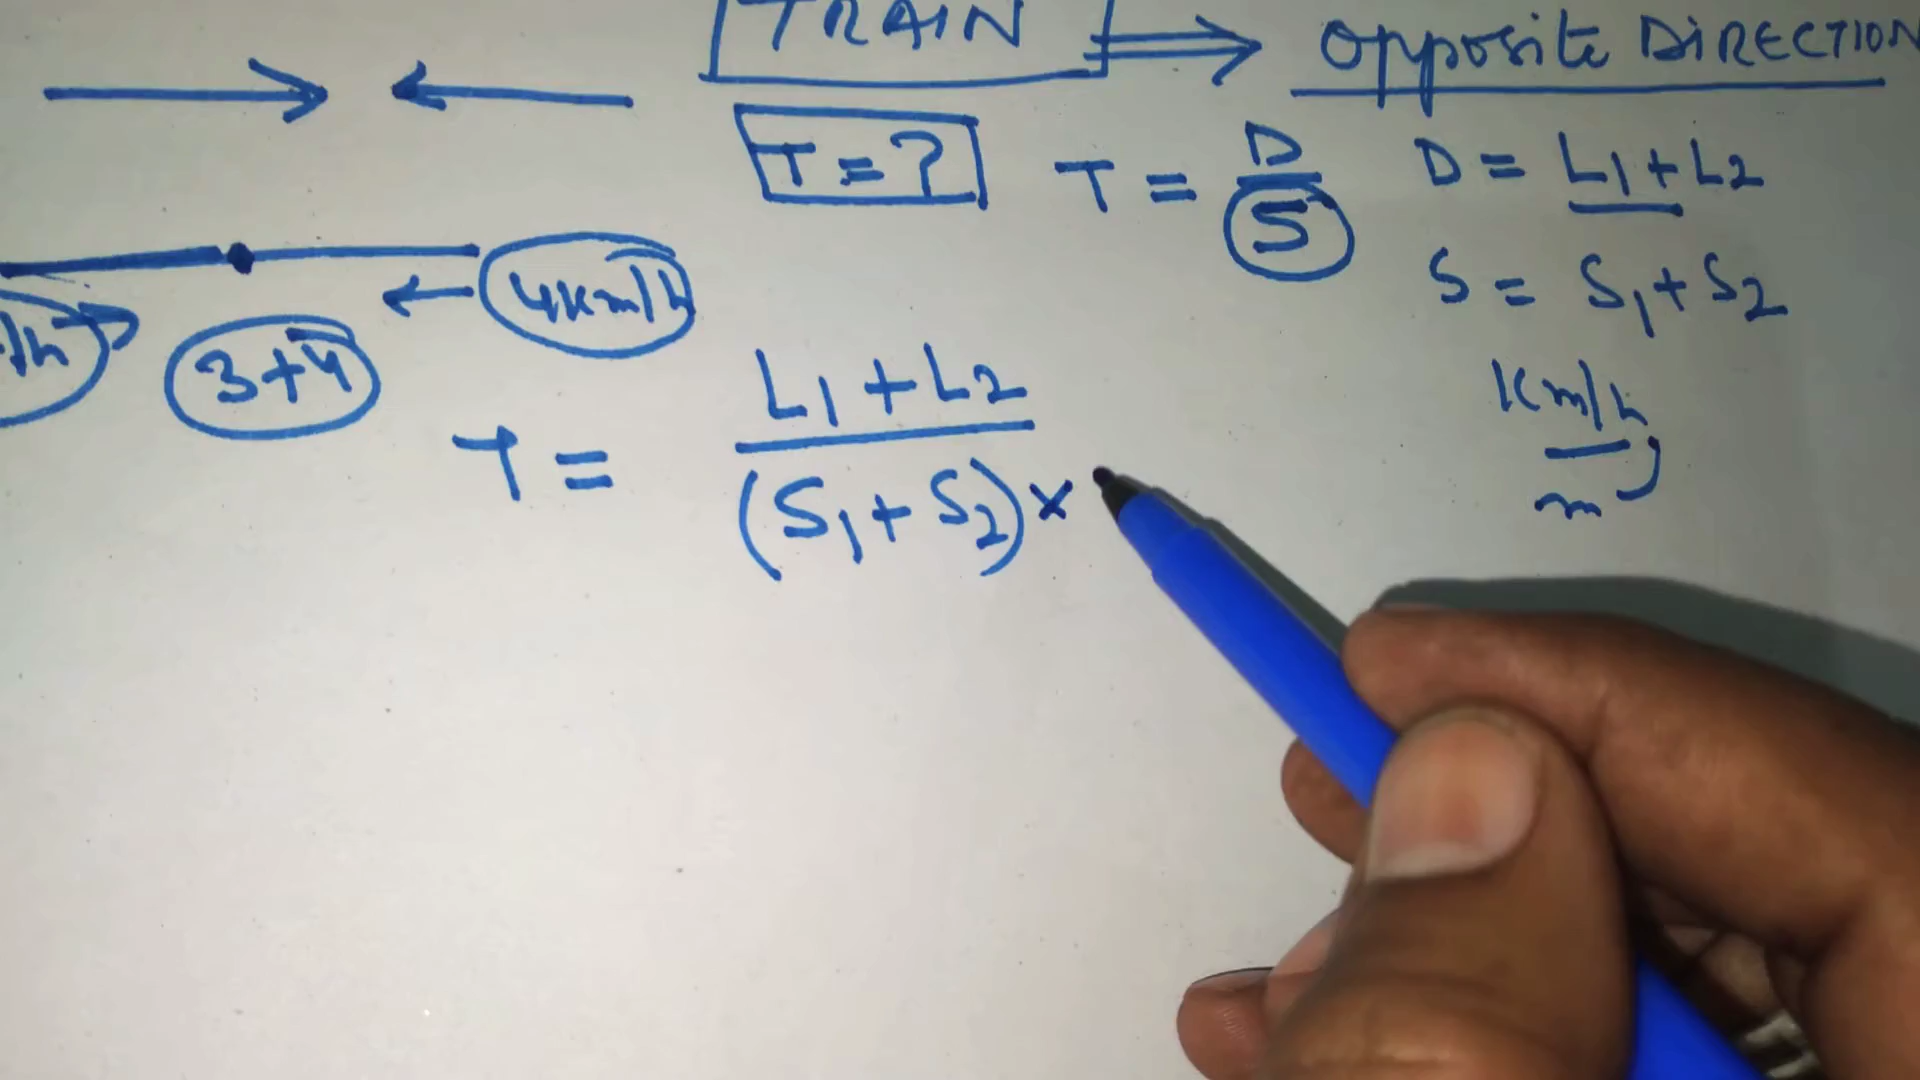 TRAIN ⇒ Opposite DiRECTION
→ ←
T = ? T = D/S D = L1 + L2
S = S1 + S2
4km/h
/h 3+4
Km/h
m
T = L1 + L2 / (S1 + S2) ×